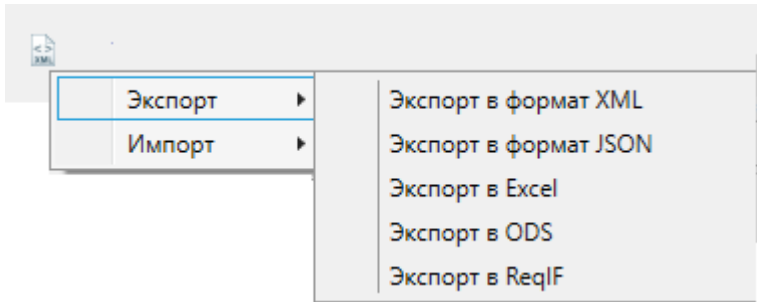 <>
XML
Экспорт
Импорт
Экспорт в формат XML
Экспорт в формат JSON
Экспорт в Excel
Экспорт в ODS
Экспорт в ReqIF